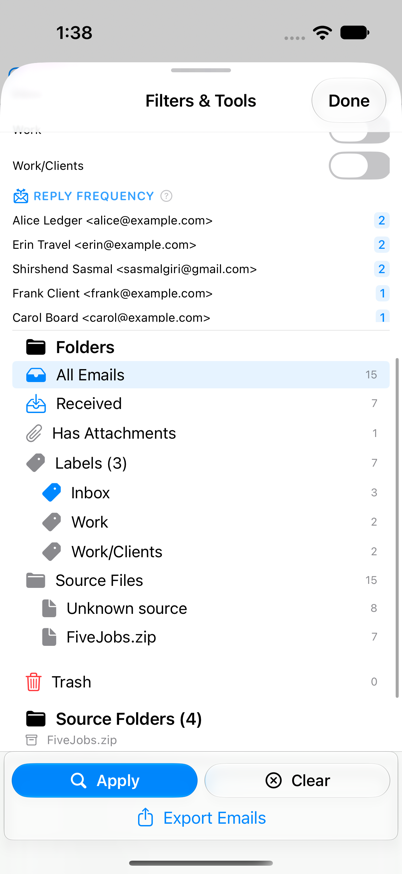 1:38
Filters & Tools
Done
Work
Work/Clients
REPLY FREQUENCY ?
Alice Ledger <alice@example.com> 2
Erin Travel <erin@example.com> 2
Shirshend Sasmal <sasmalgiri@gmail.com> 2
Frank Client <frank@example.com> 1
Carol Board <carol@example.com> 1
Folders
All Emails 15
Received 7
Has Attachments 1
Labels (3) 7
Inbox 3
Work 2
Work/Clients 2
Source Files 15
Unknown source 8
FiveJobs.zip 7
Trash 0
Source Folders (4)
FiveJobs.zip
Apply
Clear
Export Emails